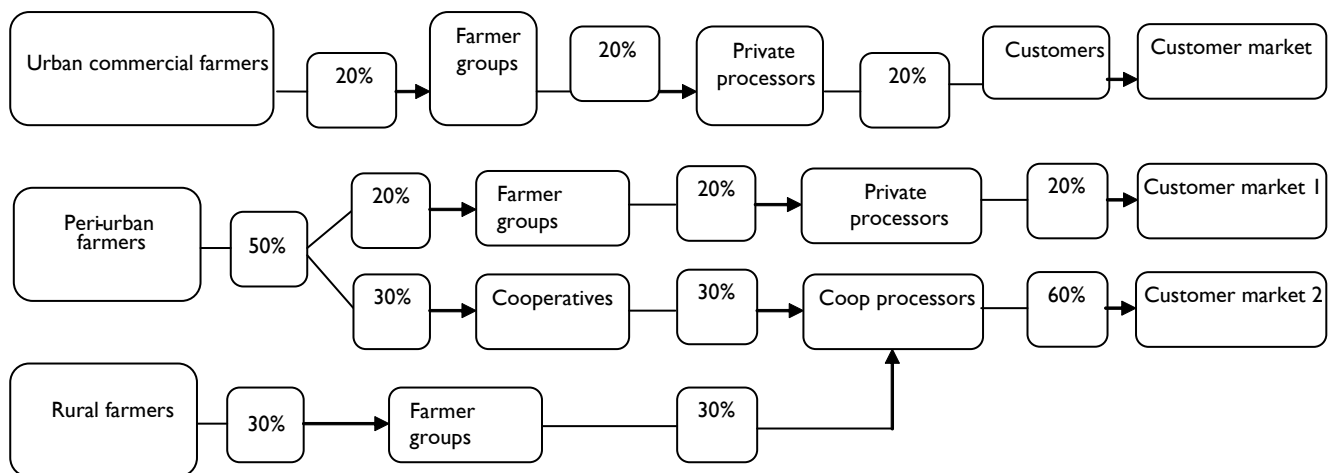 Urban commercial farmers
20%
Farmer
groups
20%
Private
processors
20%
Customers
Customer market
Peri-urban
farmers
50%
20%
Farmer
groups
20%
Private
processors
20%
Customer market 1
30%
Cooperatives
30%
Coop processors
60%
Customer market 2
Rural farmers
30%
Farmer
groups
30%